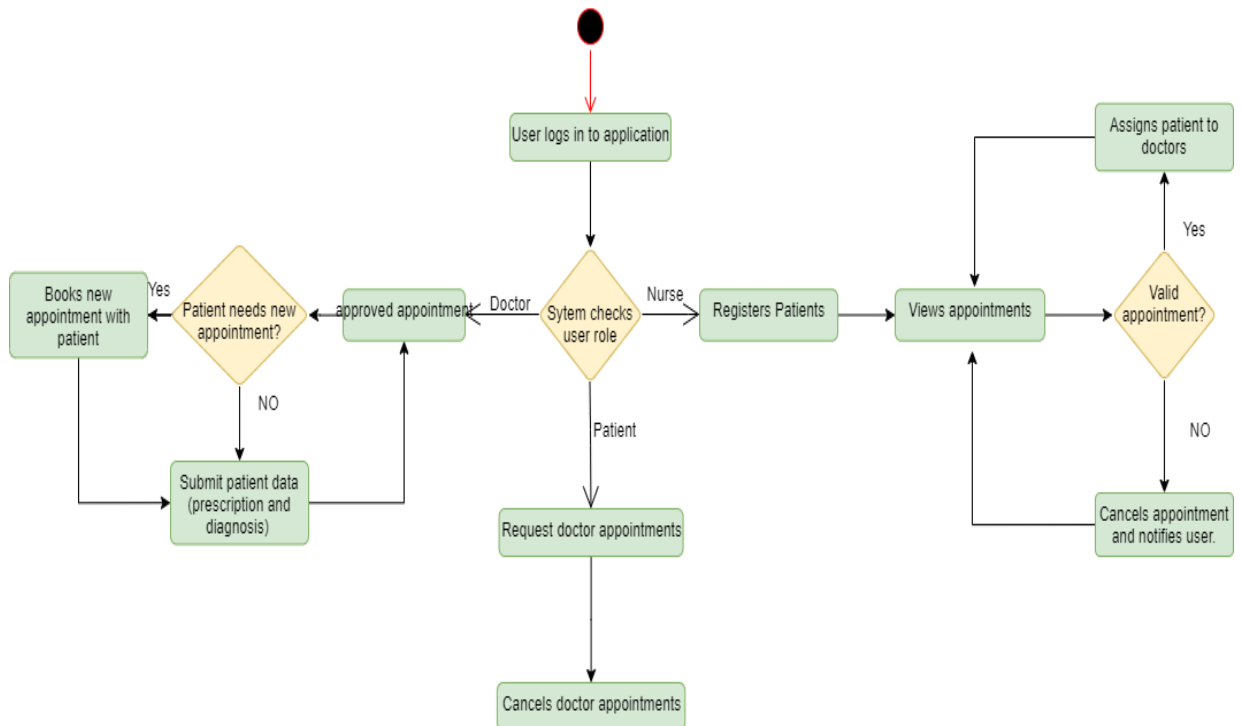 User logs in to application
Assigns patient to
doctors
Yes
Books new
appointment with
patient
Yes
Patient needs new
appointment?
approved appointment
Doctor
Sytem checks
user role
Nurse
Registers Patients
Views appointments
Valid
appointment?
NO
Patient
NO
Submit patient data
(prescription and
diagnosis)
Request doctor appointments
Cancels appointment
and notifies user.
Cancels doctor appointments